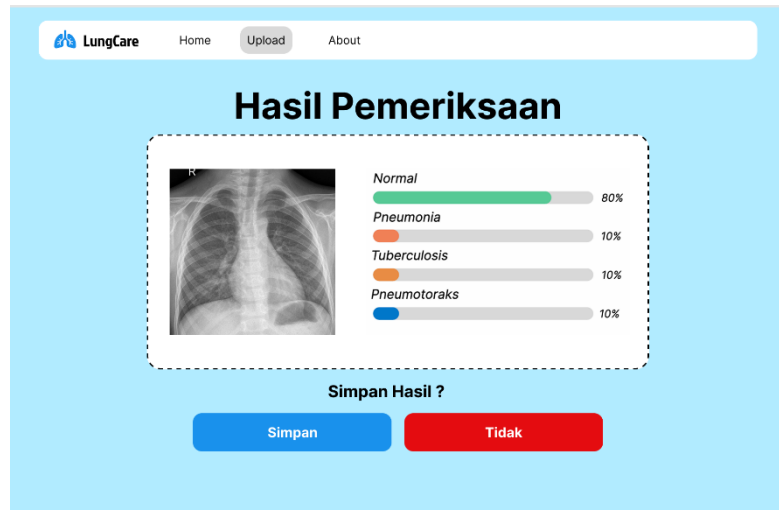 LungCare Home Upload About
Hasil Pemeriksaan
R
Normal
80%
Pneumonia
10%
Tuberculosis
10%
Pneumotoraks
10%
Simpan Hasil ?
Simpan Tidak